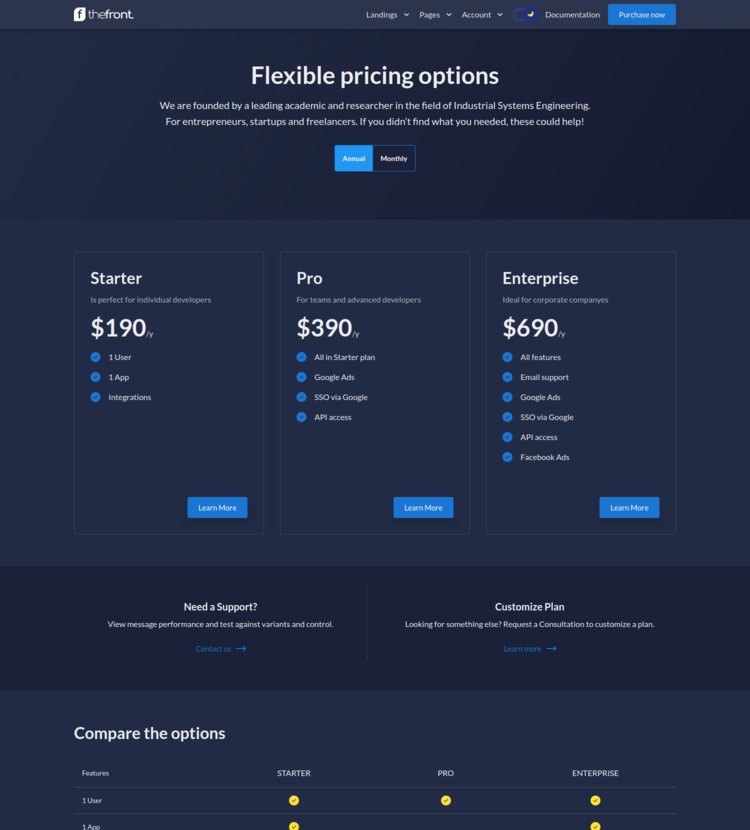 thefront.
Landings Pages Account Documentation Purchase now
Flexible pricing options
We are founded by a leading academic and researcher in the field of Industrial Systems Engineering.
For entrepreneurs, startups and freelancers. If you didn't find what you needed, these could help!
Annual Monthly
Starter
Is perfect for individual developers
$190/y
1 User
1 App
Integrations
Learn More
Pro
For teams and advanced developers
$390/y
All in Starter plan
Google Ads
SSO via Google
API access
Learn More
Enterprise
Ideal for corporate companyes
$690/y
All features
Email support
Google Ads
SSO via Google
API access
Facebook Ads
Learn More
Need a Support?
View message performance and test against variants and control.
Contact us
Customize Plan
Looking for something else? Request a Consultation to customize a plan.
Learn more
Compare the options
Features STARTER PRO ENTERPRISE
1 User
1 App